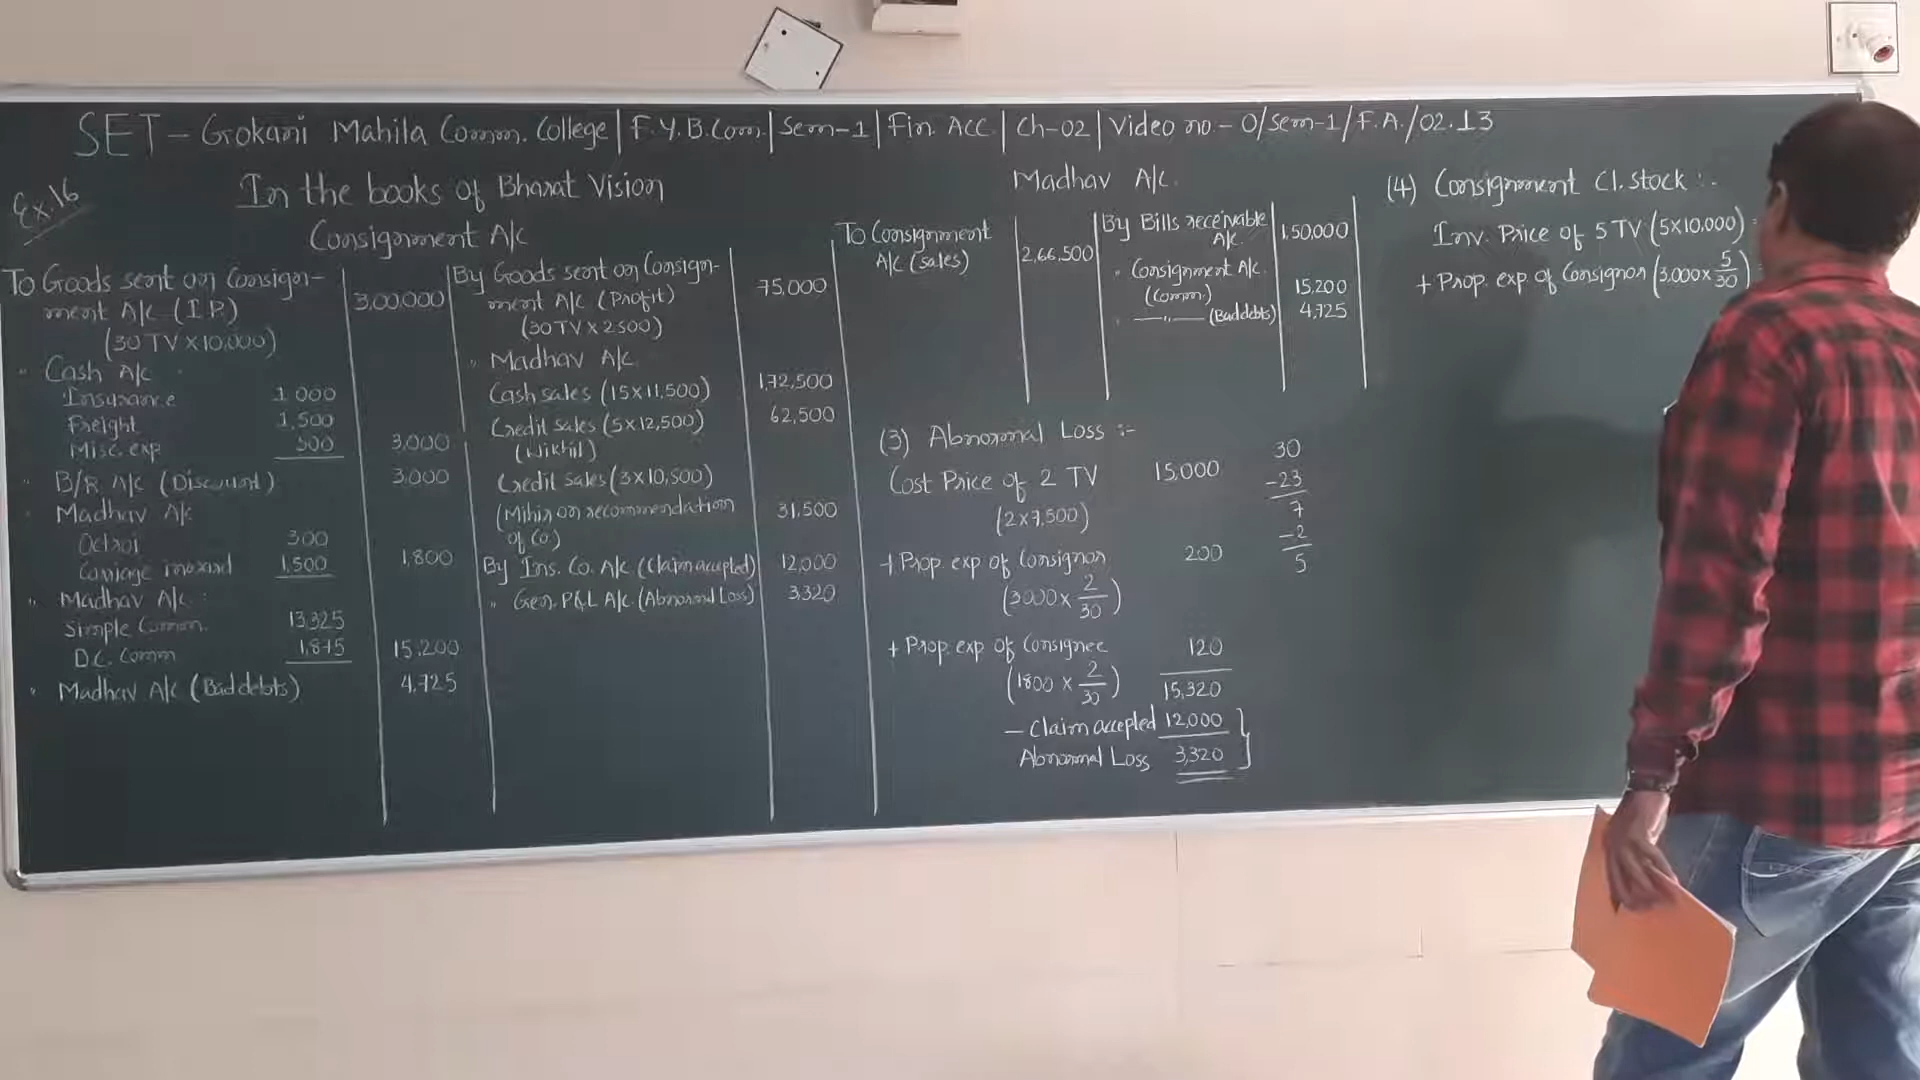 SET - Gokani Mahila Comm. College | F.Y.B.Com. | Sem-1 | Fin. Acc | Ch-02 | Video no. - 0/sem-1/F.A./02.13
Ex.16
In the books of Bharat Vision
Consignment A/c
To Goods sent on Consign-
ment A/c (I.P.) 3,00,000
(30 TV x 10,000)
" Cash A/c
Insurance 1,000
Freight 1,500
Misc. exp 500 3,000
" B/R A/c (Discount) 3,000
" Madhav A/c
Octroi 300
Carriage inward 1,500 1,800
" Madhav A/c :
Simple Comm. 13,325
D.C. Comm 1,875 15,200
" Madhav A/c (Bad debts) 4,725
By Goods sent on Consign-
ment A/c (Profit) 75,000
(30 TV x 2500)
" Madhav A/c
Cash sales (15 x 11,500) 1,72,500
Credit sales (5 x 12,500) 62,500
(Nikhil)
Credit sales (3 x 10,500)
(Mihir on recommendation 31,500
of Co)
By Ins. Co. A/c (Claim accepted) 12,000
" Gen. P&L A/c. (Abnormal Loss) 3320
Madhav A/c.
To Consignment
A/c (sales) 2,66,500
By Bills receivable
A/c 1,50,000
" Consignment A/c.
(Comm.) 15,200
" —"— (Bad debts) 4,725
(3) Abnormal Loss :-
Cost Price of 2 TV 15,000
(2 x 7,500)
+ Prop. exp of Consignor 200
(3000 x 2/30)
+ Prop. exp of Consignee 120
(1800 x 2/30) 15,320
- Claim accepted 12,000
Abnormal Loss 3,320
30
-23
7
-2
5
(4) Consignment Cl. stock :-
Inv. Price of 5 TV (5 x 10,000) =
+ Prop. exp. of Consignor (3,000 x 5/30) =